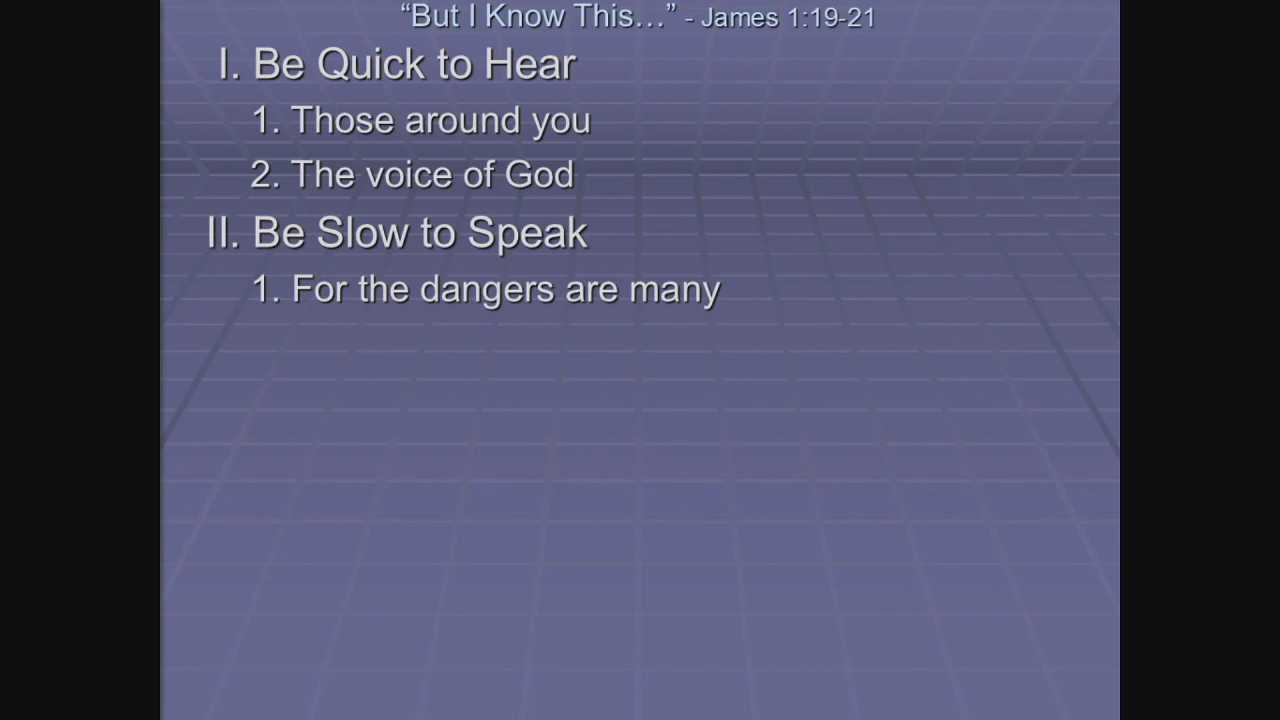 “But I Know This…” - James 1:19-21
I. Be Quick to Hear
1. Those around you
2. The voice of God
II. Be Slow to Speak
1. For the dangers are many